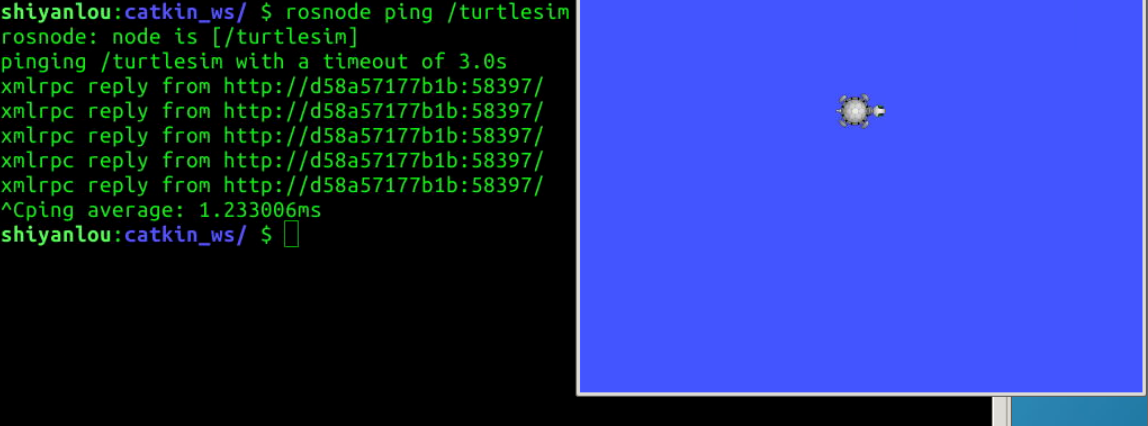 shiyanlou:catkin_ws/ $ rosnode ping /turtlesim
rosnode: node is [/turtlesim]
pinging /turtlesim with a timeout of 3.0s
xmlrpc reply from http://d58a57177b1b:58397/
xmlrpc reply from http://d58a57177b1b:58397/
xmlrpc reply from http://d58a57177b1b:58397/
xmlrpc reply from http://d58a57177b1b:58397/
xmlrpc reply from http://d58a57177b1b:58397/
^Cping average: 1.233006ms
shiyanlou:catkin_ws/ $